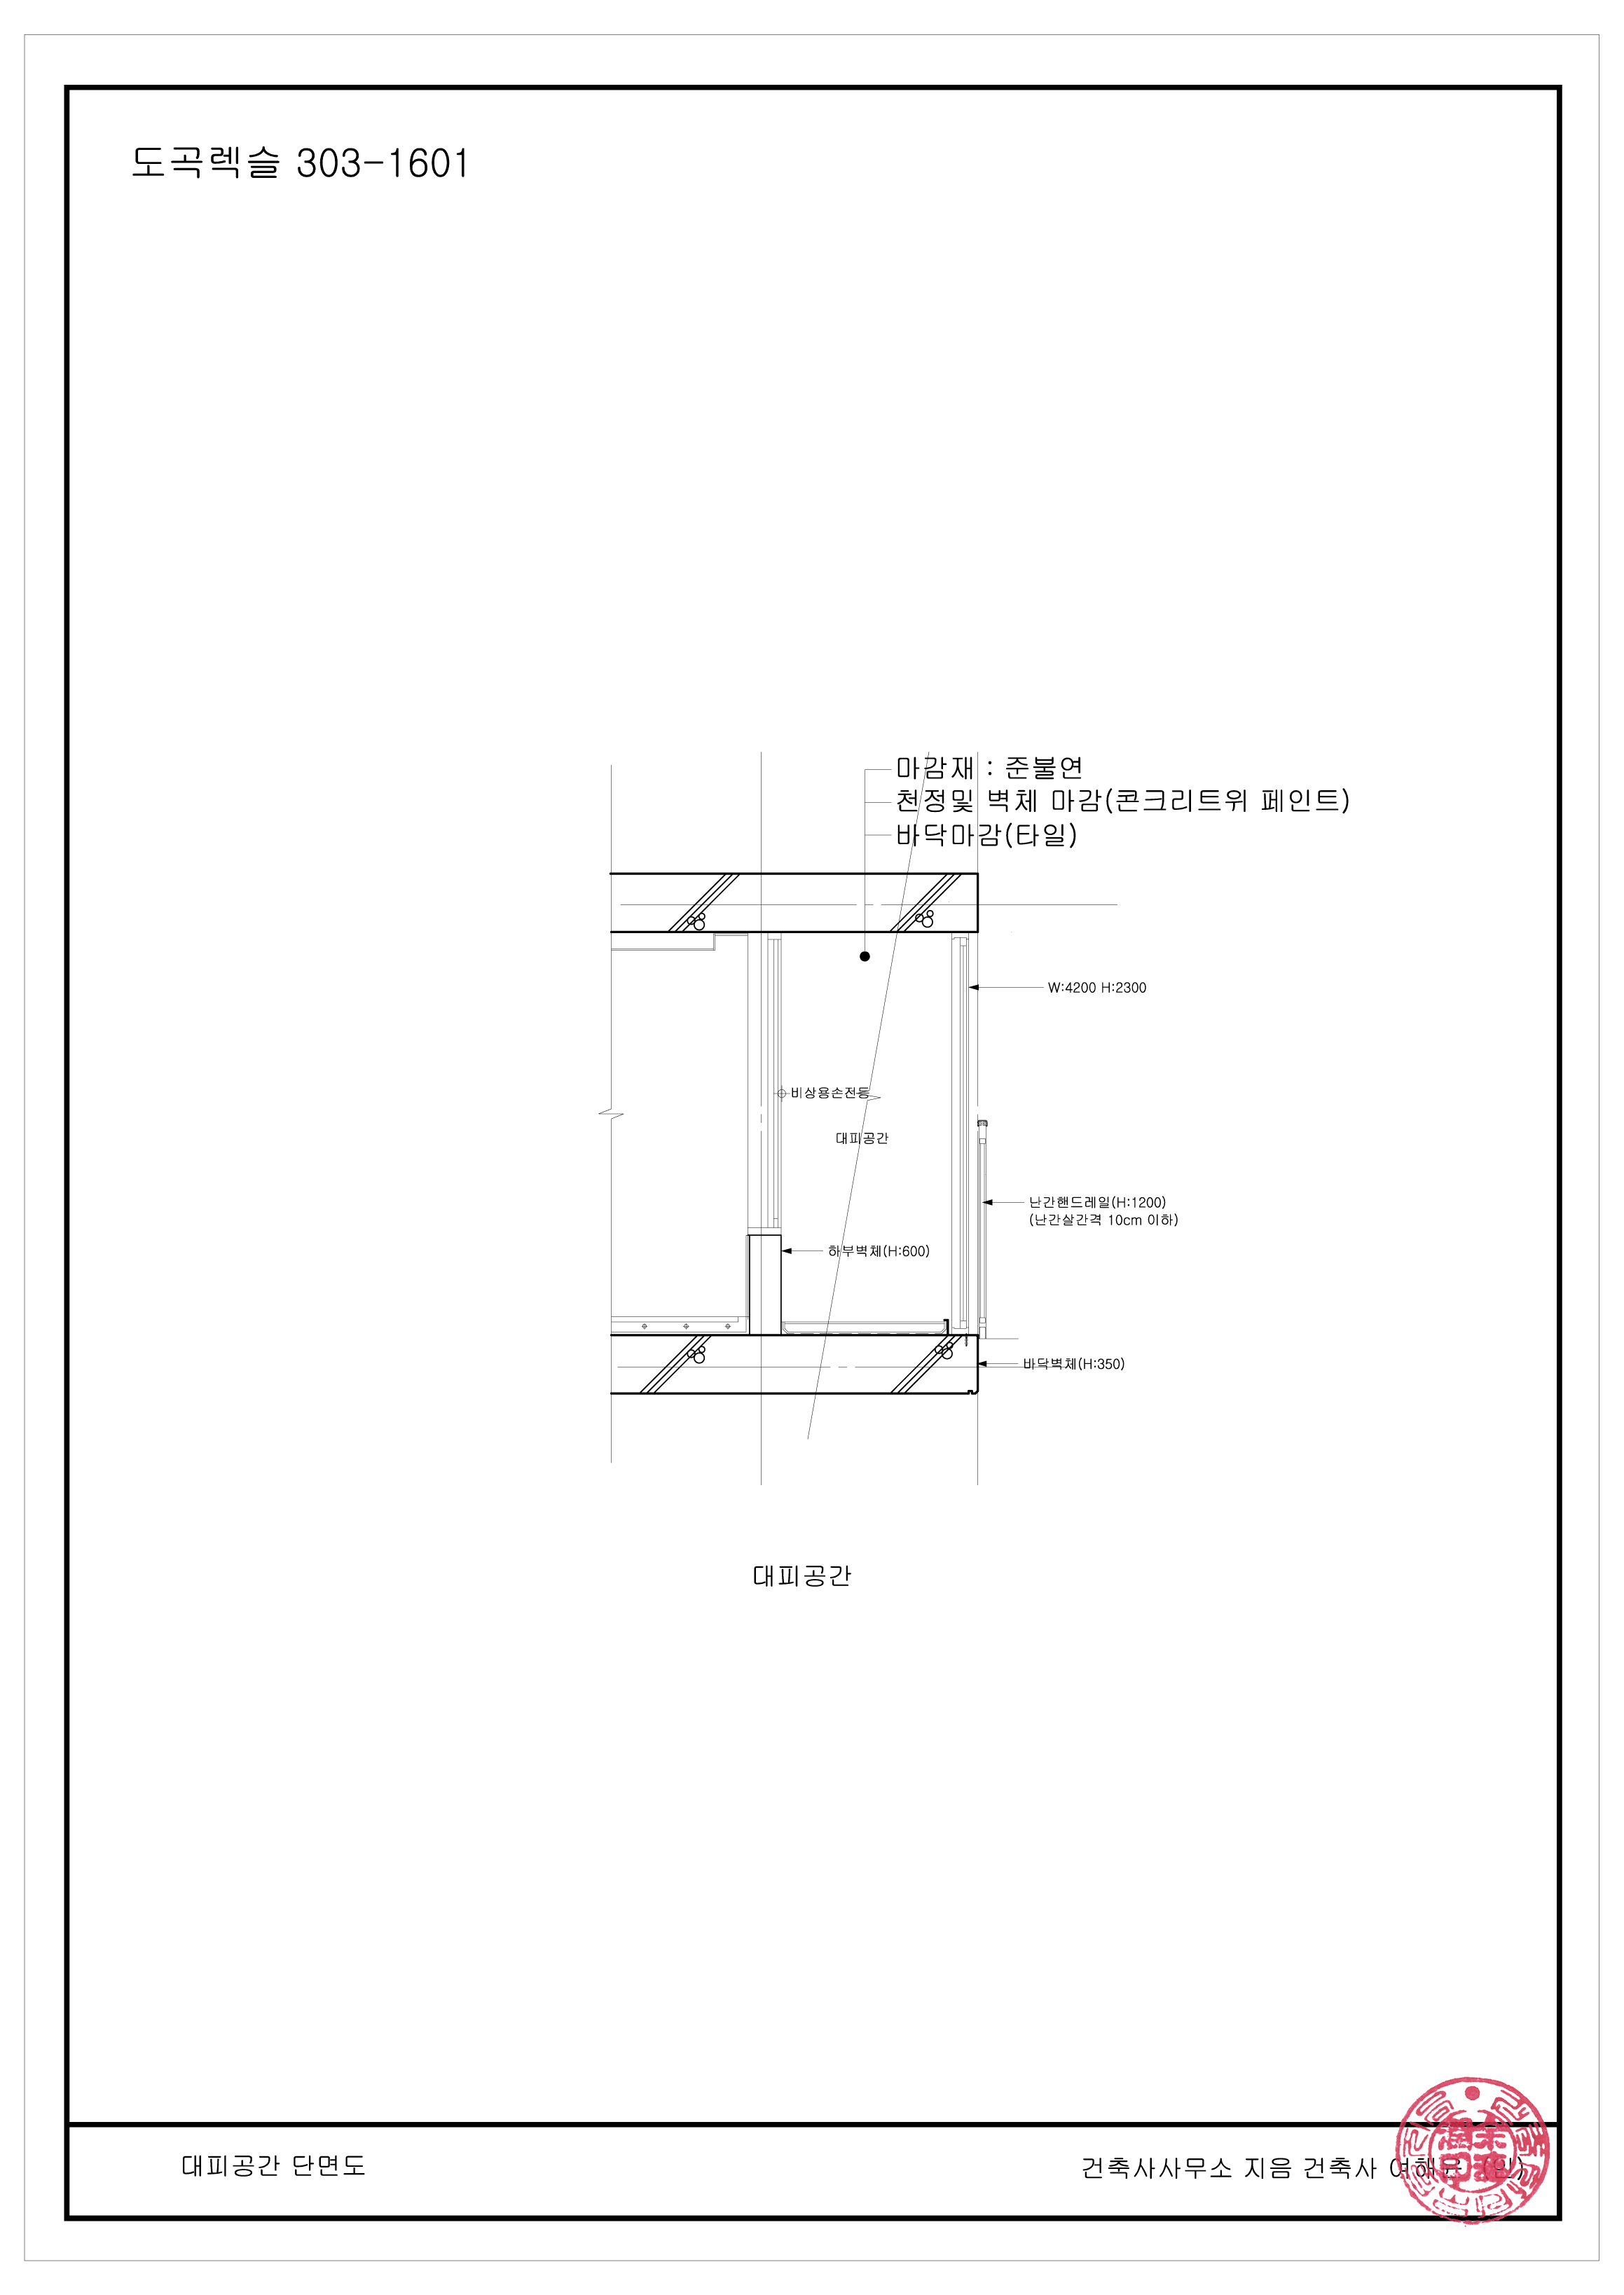 도곡렉슬 303-1601
마감재 : 준불연
천정및 벽체 마감(콘크리트위 페인트)
바닥마감(타일)
W:4200 H:2300
비상용손전등
대피공간
난간핸드레일(H:1200)
(난간살간격 10cm 이하)
하부벽체(H:600)
바닥벽체(H:350)
대피공간
대피공간 단면도
건축사사무소 지음 건축사 여해윤 (인)